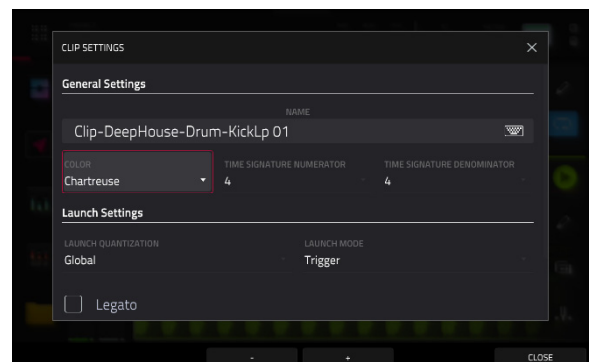 CLIP SETTINGS
General Settings
NAME
Clip-DeepHouse-Drum-KickLp 01
COLOR TIME SIGNATURE NUMERATOR TIME SIGNATURE DENOMINATOR
Chartreuse 4 4
Launch Settings
LAUNCH QUANTIZATION LAUNCH MODE
Global Trigger
Legato
- + CLOSE